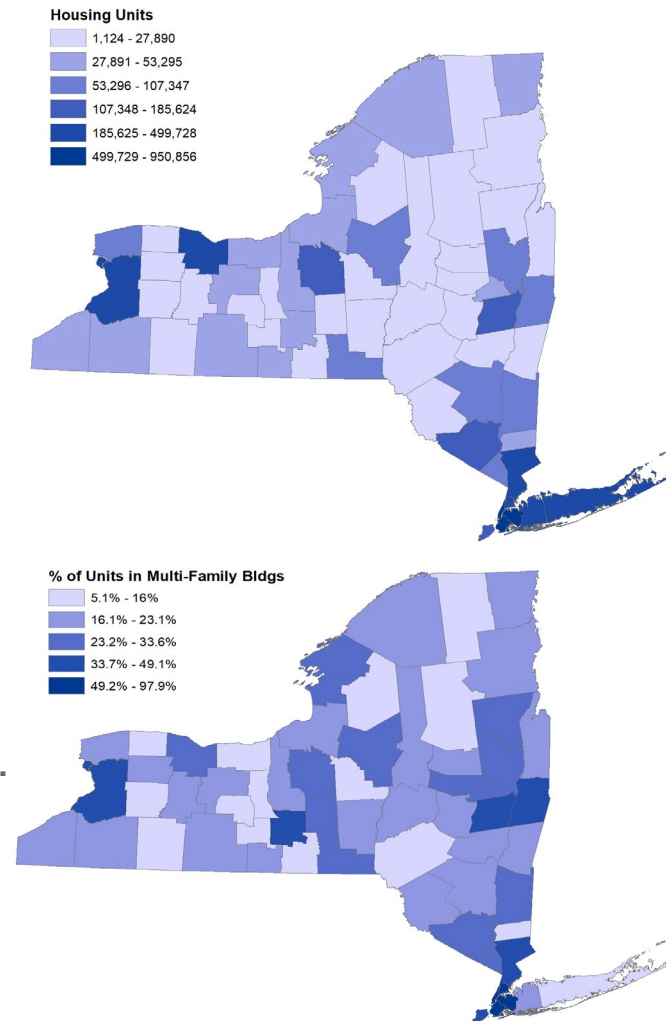 Housing Units
1,124 - 27,890
27,891 - 53,295
53,296 - 107,347
107,348 - 185,624
185,625 - 499,728
499,729 - 950,856
% of Units in Multi-Family Bldgs
5.1% - 16%
16.1% - 23.1%
23.2% - 33.6%
33.7% - 49.1%
49.2% - 97.9%